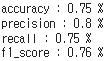 accuracy : 0.75 %
precision : 0.8 %
recall : 0.75 %
f1_score : 0.76 %